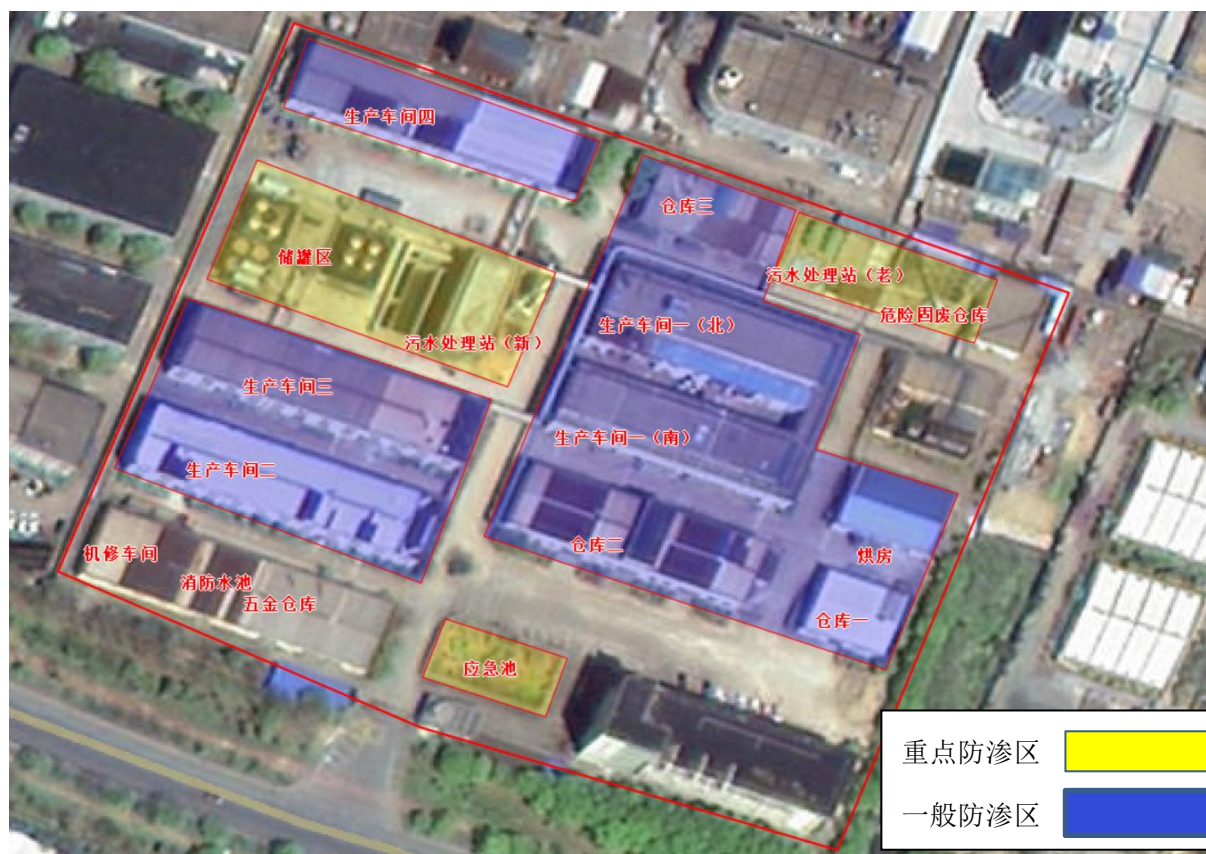 生产车间四
仓库三
储罐区
污水处理站（老）
危险固废仓库
生产车间一（北）
污水处理站（新）
生产车间三
生产车间一（南）
生产车间二
仓库二
机修车间
烘房
消防水池
五金仓库
仓库一
应急池
重点防渗区
一般防渗区